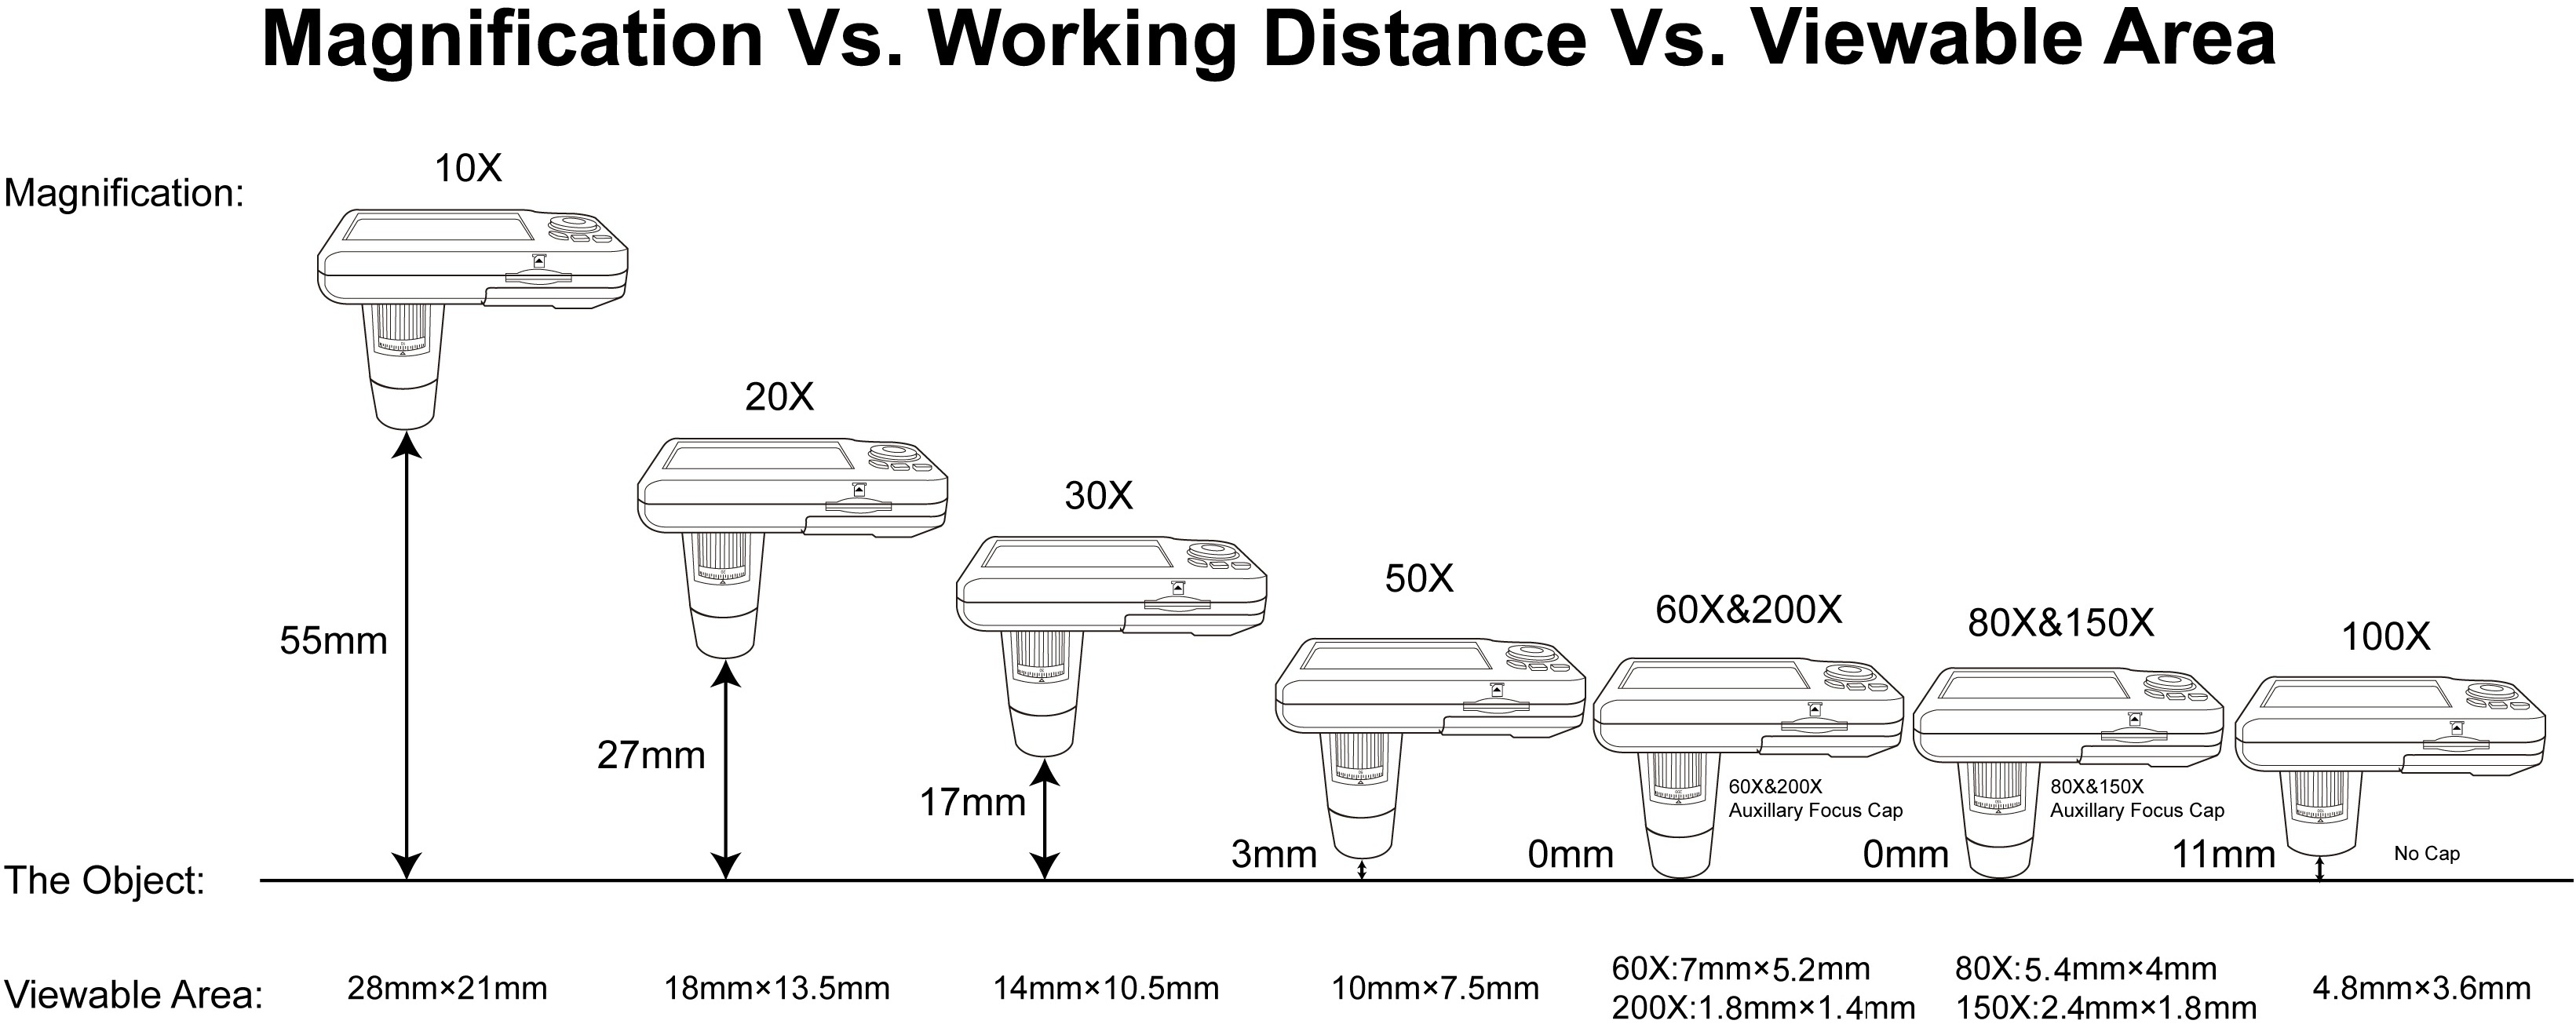 Magnification Vs. Working Distance Vs. Viewable Area
Magnification:
10X
20X
30X
50X
60X&200X
80X&150X
100X
55mm
27mm
17mm
3mm
0mm
60X&200X
Auxillary Focus Cap
0mm
80X&150X
Auxillary Focus Cap
11mm
No Cap
The Object:
Viewable Area:
28mm×21mm
18mm×13.5mm
14mm×10.5mm
10mm×7.5mm
60X:7mm×5.2mm
200X:1.8mm×1.4mm
80X:5.4mm×4mm
150X:2.4mm×1.8mm
4.8mm×3.6mm